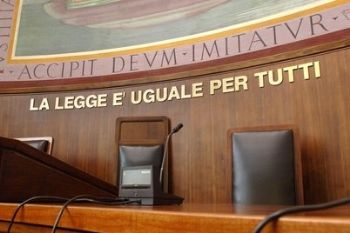 ACCIPIT DEVM IMITATVR
LA LEGGE E' UGUALE PER TUTTI